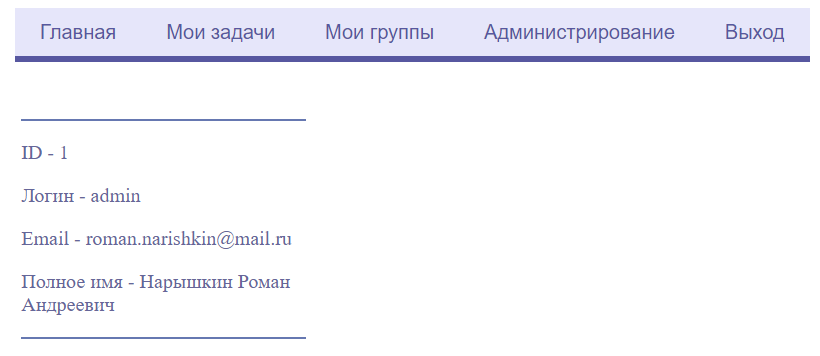 Главная Мои задачи Мои группы Администрирование Выход
ID - 1
Логин - admin
Email - roman.narishkin@mail.ru
Полное имя - Нарышкин Роман
Андреевич